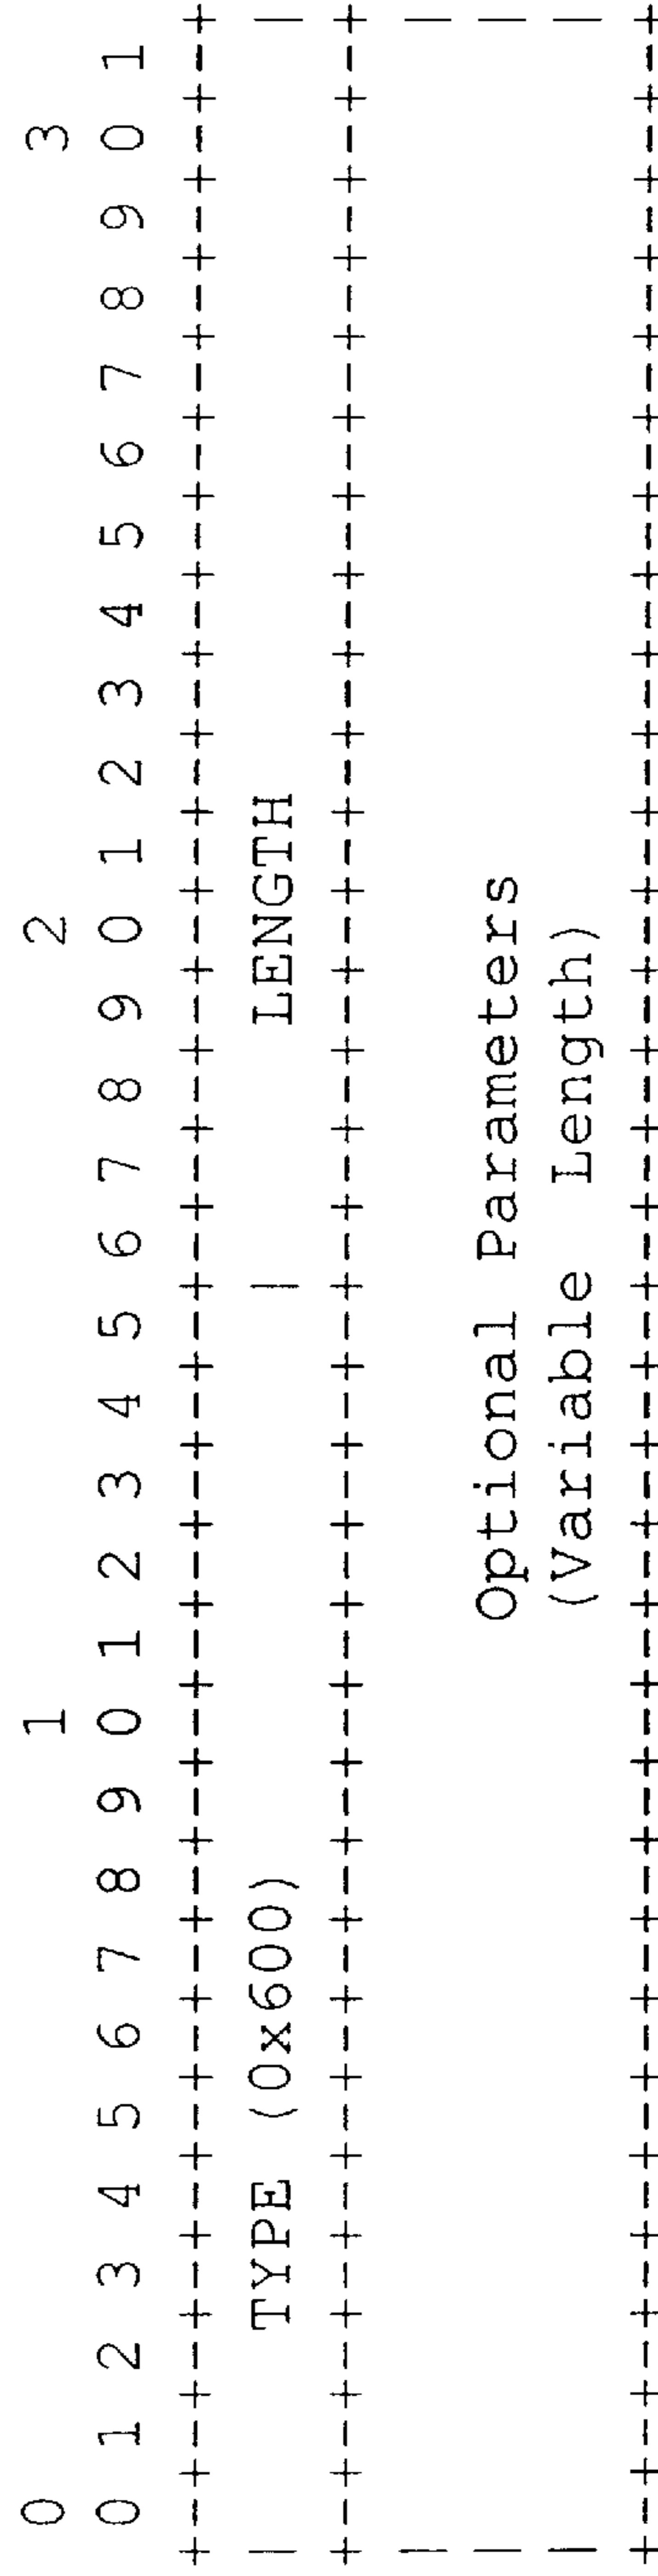 0                   1                   2                   3
0 1 2 3 4 5 6 7 8 9 0 1 2 3 4 5 6 7 8 9 0 1 2 3 4 5 6 7 8 9 0 1
+-+-+-+-+-+-+-+-+-+-+-+-+-+-+-+-+-+-+-+-+-+-+-+-+-+-+-+-+-+-+-+-+
|     TYPE (0x600)              |      LENGTH                   |
+-+-+-+-+-+-+-+-+-+-+-+-+-+-+-+-+-+-+-+-+-+-+-+-+-+-+-+-+-+-+-+-+
|                                                               |
|                       Optional Parameters                     |
|                       (Variable  Length)                      |
+-+-+-+-+-+-+-+-+-+-+-+-+-+-+-+-+-+-+-+-+-+-+-+-+-+-+-+-+-+-+-+-+